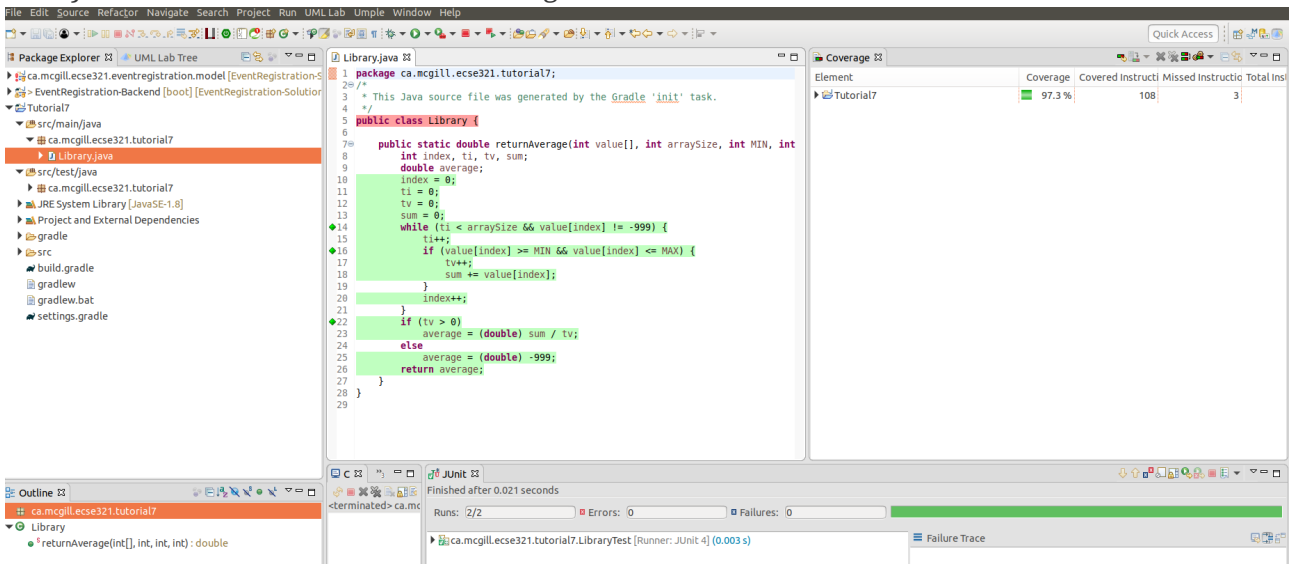 File Edit Source Refactor Navigate Search Project Run UML Lab Umple Window Help
Quick Access
Package Explorer
UML Lab Tree
ca.mcgill.ecse321.eventregistration.model [EventRegistration-S
> EventRegistration-Backend [boot] [EventRegistration-Solution
Tutorial7
src/main/java
ca.mcgill.ecse321.tutorial7
Library.java
src/test/java
ca.mcgill.ecse321.tutorial7
JRE System Library [JavaSE-1.8]
Project and External Dependencies
gradle
src
build.gradle
gradlew
gradlew.bat
settings.gradle
Library.java
1 package ca.mcgill.ecse321.tutorial7;
2 /*
3 * This Java source file was generated by the Gradle 'init' task.
4 */
5 public class Library {
6
7 public static double returnAverage(int value[], int arraySize, int MIN, int
8 int index, ti, tv, sum;
9 double average;
10 index = 0;
11 ti = 0;
12 tv = 0;
13 sum = 0;
14 while (ti < arraySize && value[index] != -999) {
15 ti++;
16 if (value[index] >= MIN && value[index] <= MAX) {
17 tv++;
18 sum += value[index];
19 }
20 index++;
21 }
22 if (tv > 0)
23 average = (double) sum / tv;
24 else
25 average = (double) -999;
26 return average;
27 }
28 }
29
Coverage
Element Coverage Covered Instructi Missed Instructio Total Inst
Tutorial7 97.3 % 108 3
Outline
ca.mcgill.ecse321.tutorial7
Library
returnAverage(int[], int, int, int) : double
C
<terminated> ca.mc
JUnit
Finished after 0.021 seconds
Runs: 2/2 Errors: 0 Failures: 0
ca.mcgill.ecse321.tutorial7.LibraryTest [Runner: JUnit 4] (0.003 s)
Failure Trace